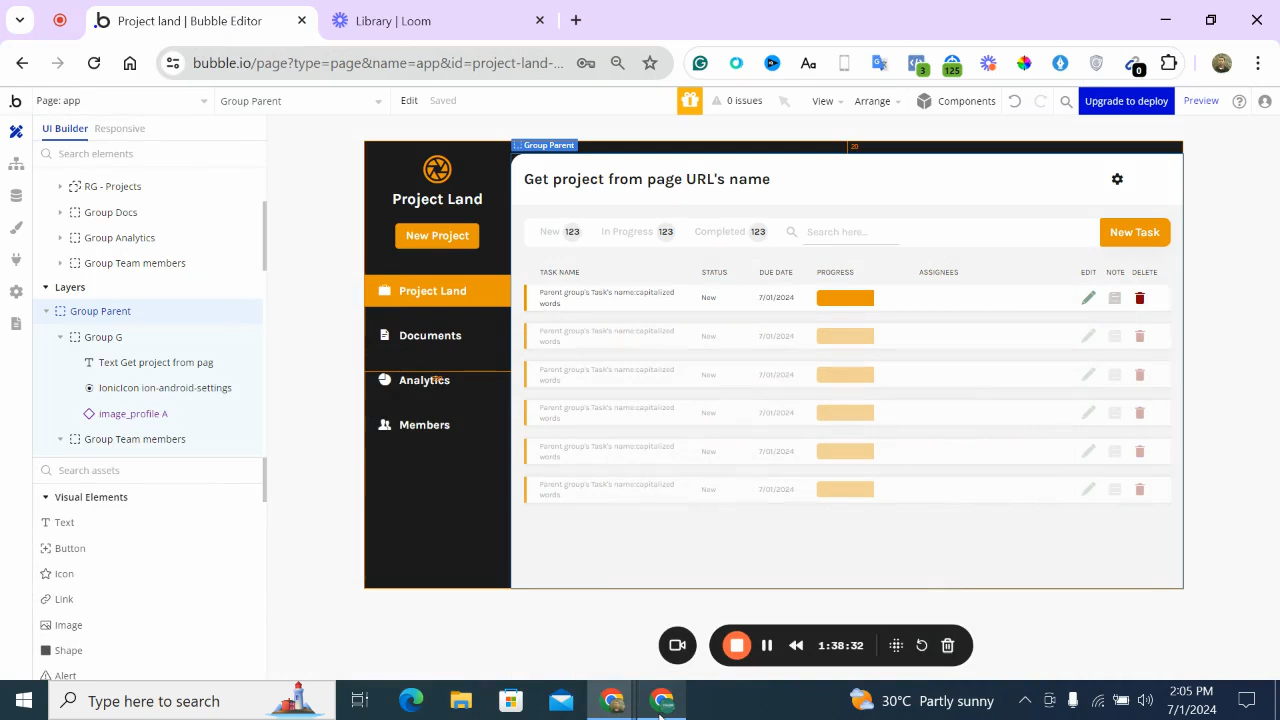 Project land | Bubble Editor
Library | Loom
bubble.io/page?type=page&name=app&id=project-land-...
3
125
0
Page: app
Group Parent
Edit
Saved
0 issues
View
Arrange
Components
Upgrade to deploy
Preview
UI Builder
Responsive
Search elements
RG - Projects
Group Docs
Group Analytics
Group Team members
Layers
Group Parent
Group G
Text Get project from pag
IonicIcon ion-android-settings
image_profile A
Group Team members
Search assets
Visual Elements
Text
Button
Icon
Link
Image
Shape
Alert
Project Land
New Project
Project Land
Documents
Analytics
Members
Group Parent
20
Get project from page URL's name
New 123 In Progress 123 Completed 123 Search here...
New Task
TASK NAME STATUS DUE DATE PROGRESS ASSIGNEES EDIT NOTE DELETE
Parent group's Task's name:capitalized
words
New 7/01/2024
Parent group's Task's name:capitalized
words
New 7/01/2024
Parent group's Task's name:capitalized
words
New 7/01/2024
Parent group's Task's name:capitalized
words
New 7/01/2024
Parent group's Task's name:capitalized
words
New 7/01/2024
Parent group's Task's name:capitalized
words
New 7/01/2024
1:38:32
Type here to search
30°C Partly sunny
2:05 PM
7/1/2024